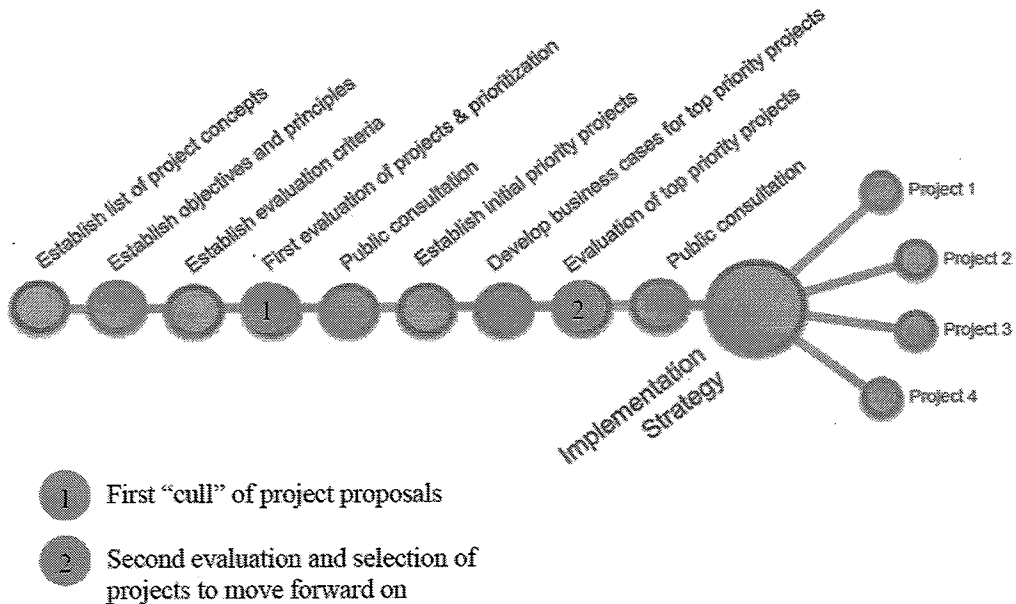 Establish list of project concepts
Establish objectives and principles
Establish evaluation criteria
First evaluation of projects & prioritization
Public consultation
Establish initial priority projects
Develop business cases for top priority projects
Evaluation of top priority projects
Public consultation
1
2
Implementation
Strategy
Project 1
Project 2
Project 3
Project 4
1 First “cull” of project proposals
2 Second evaluation and selection of
projects to move forward on